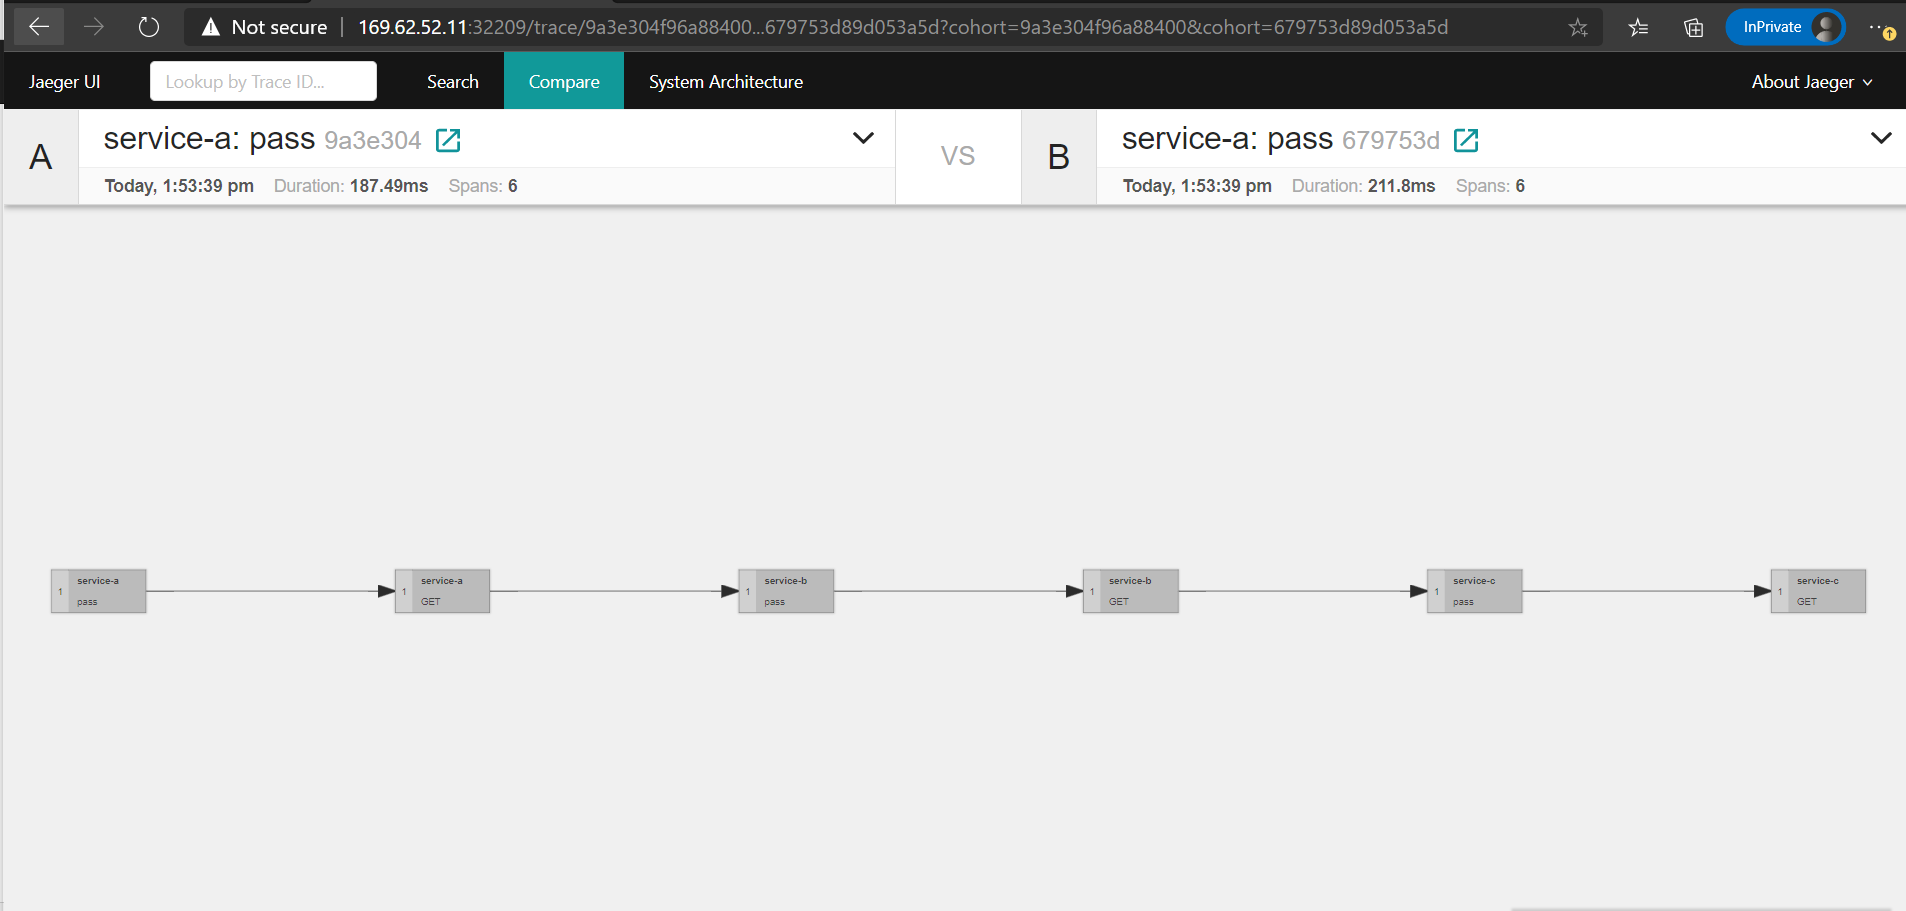 Not secure | 169.62.52.11:32209/trace/9a3e304f96a88400...679753d89d053a5d?cohort=9a3e304f96a88400&cohort=679753d89d053a5d
InPrivate
Jaeger UI
Lookup by Trace ID...
Search
Compare
System Architecture
About Jaeger
A
service-a: pass 9a3e304
Today, 1:53:39 pm Duration: 187.49ms Spans: 6
VS
B
service-a: pass 679753d
Today, 1:53:39 pm Duration: 211.8ms Spans: 6
1
service-a
pass
1
service-a
GET
1
service-b
pass
1
service-b
GET
1
service-c
pass
1
service-c
GET